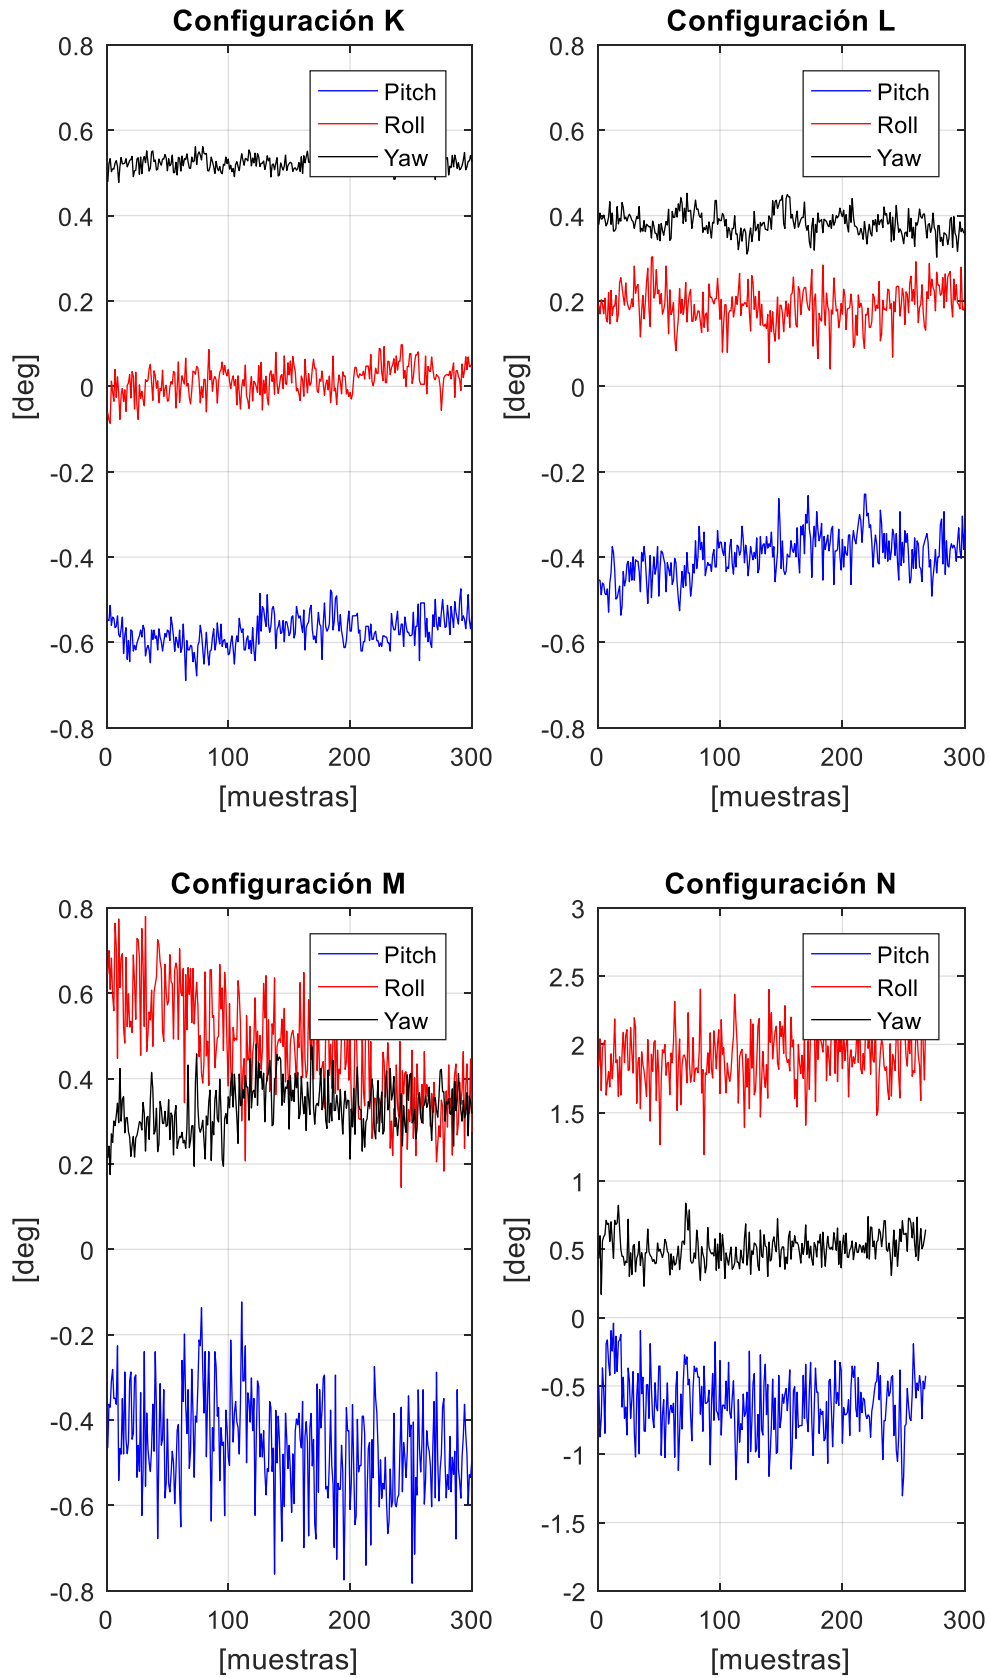 Configuración K
0.8
0.6
0.4
0.2
0
-0.2
-0.4
-0.6
-0.8
[deg]
Pitch
Roll
Yaw
0 100 200 300
[muestras]
Configuración L
0.8
0.6
0.4
0.2
0
-0.2
-0.4
-0.6
-0.8
[deg]
Pitch
Roll
Yaw
0 100 200 300
[muestras]
Configuración M
0.8
0.6
0.4
0.2
0
-0.2
-0.4
-0.6
-0.8
[deg]
Pitch
Roll
Yaw
0 100 200 300
[muestras]
Configuración N
3
2.5
2
1.5
1
0.5
0
-0.5
-1
-1.5
-2
[deg]
Pitch
Roll
Yaw
0 100 200 300
[muestras]